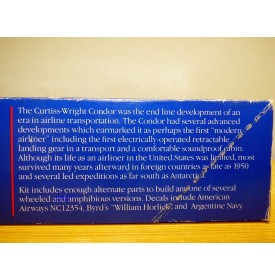 The Curtiss-Wright Condor was the end line development of an
era in airline transportation. The Condor had several advanced
developments which earmarked it as perhaps the first "modern
airliner" including the first electrically-operated retractable
landing gear in a transport and a comfortable soundproof cabin.
Although its life as an airliner in the United States was limited, most
survived many years afterward in foreign countries as late as 1950
and several led expeditions as far south as Antarctica.
Kit includes enough alternate parts to build any one of several
wheeled and amphibious versions. Decals include American
Airways NC12354, Byrd's "William Horlick" and Argentine Navy.